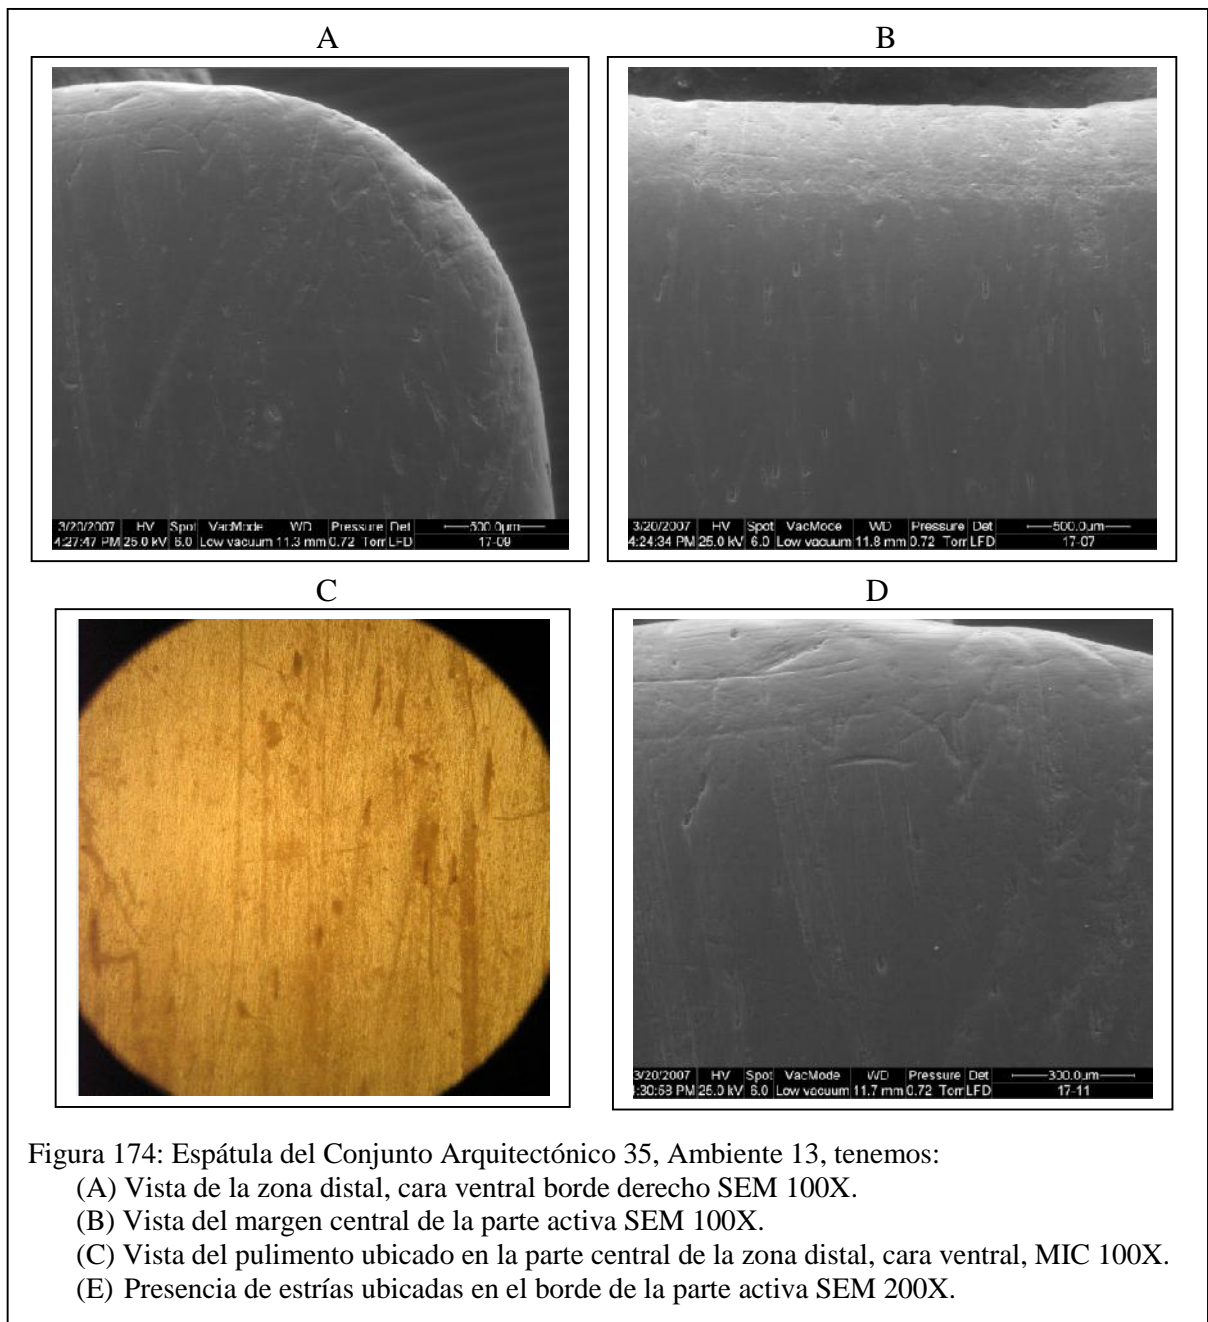 A
B
3/20/2007 HV Spot VacMode WD Pressure Det 500.0µm
4:27:47 PM 25.0 kV 6.0 Low vacuum 11.3 mm 0.72 Torr LFD 17-09
3/20/2007 HV Spot VacMode WD Pressure Det 500.0µm
4:24:34 PM 25.0 kV 6.0 Low vacuum 11.8 mm 0.72 Torr LFD 17-07
C
D
3/20/2007 HV Spot VacMode WD Pressure Det 300.0µm
:30:58 PM 25.0 kV 6.0 Low vacuum 11.7 mm 0.72 Torr LFD 17-11
Figura 174: Espátula del Conjunto Arquitectónico 35, Ambiente 13, tenemos:
(A) Vista de la zona distal, cara ventral borde derecho SEM 100X.
(B) Vista del margen central de la parte activa SEM 100X.
(C) Vista del pulimento ubicado en la parte central de la zona distal, cara ventral, MIC 100X.
(E) Presencia de estrías ubicadas en el borde de la parte activa SEM 200X.